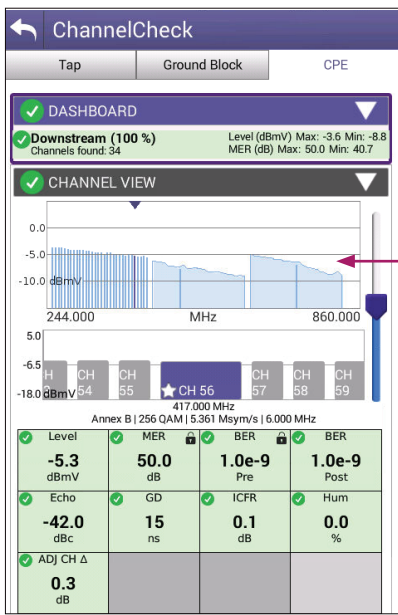 ChannelCheck
Tap Ground Block CPE
DASHBOARD
Downstream (100 %) Level (dBmV) Max: -3.6 Min: -8.8
Channels found: 34 MER (dB) Max: 50.0 Min: 40.7
CHANNEL VIEW
0.0
-5.0
-10.0 dBmV
244.000 MHz 860.000
5.0
-6.5
CH CH CH CH CH CH
54 55 CH 56 57 58 59
-18.0 dBmV
417.000 MHz
Annex B | 256 QAM | 5.361 Msym/s | 6.000 MHz
Level MER BER BER
-5.3 50.0 1.0e-9 1.0e-9
dBmV dB Pre Post
Echo GD ICFR Hum
-42.0 15 0.1 0.0
dBc ns dB %
ADJ CH Δ
0.3
dB